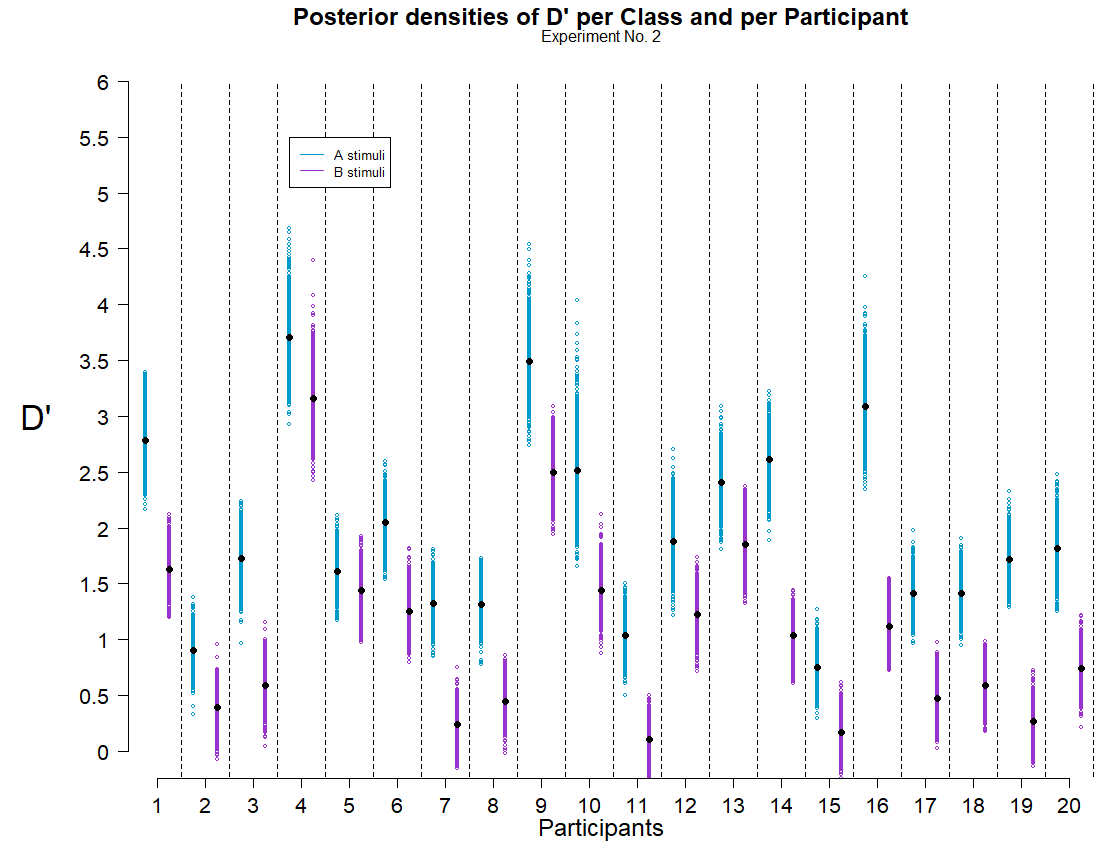 Posterior densities of D' per Class and per Participant
Experiment No. 2
6
5.5
5
4.5
4
3.5
3
2.5
2
1.5
1
0.5
0
D'
A stimuli
B stimuli
1 2 3 4 5 6 7 8 9 10 11 12 13 14 15 16 17 18 19 20
Participants